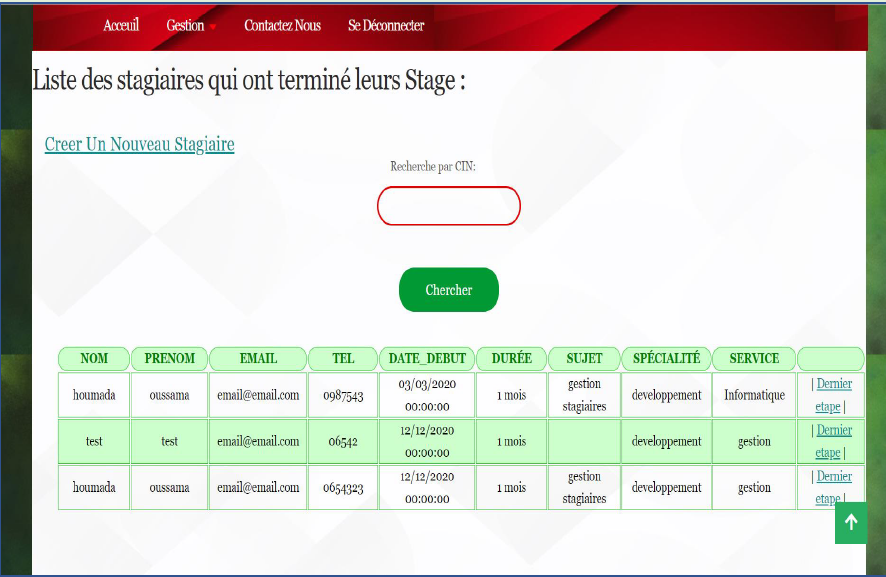 Acceuil Gestion Contactez Nous Se Déconnecter
Liste des stagiaires qui ont terminé leurs Stage :
Creer Un Nouveau Stagiaire
Recherche par CIN:
Chercher
NOM PRENOM EMAIL TEL DATE_DEBUT DURÉE SUJET SPÉCIALITÉ SERVICE
houmada oussama email@email.com 0987543 03/03/2020 00:00:00 1 mois gestion stagiaires developpement Informatique | Dernier etape |
test test email@email.com 06542 12/12/2020 00:00:00 1 mois developpement gestion | Dernier etape |
houmada oussama email@email.com 0654323 12/12/2020 00:00:00 1 mois gestion stagiaires developpement gestion | Dernier etape |